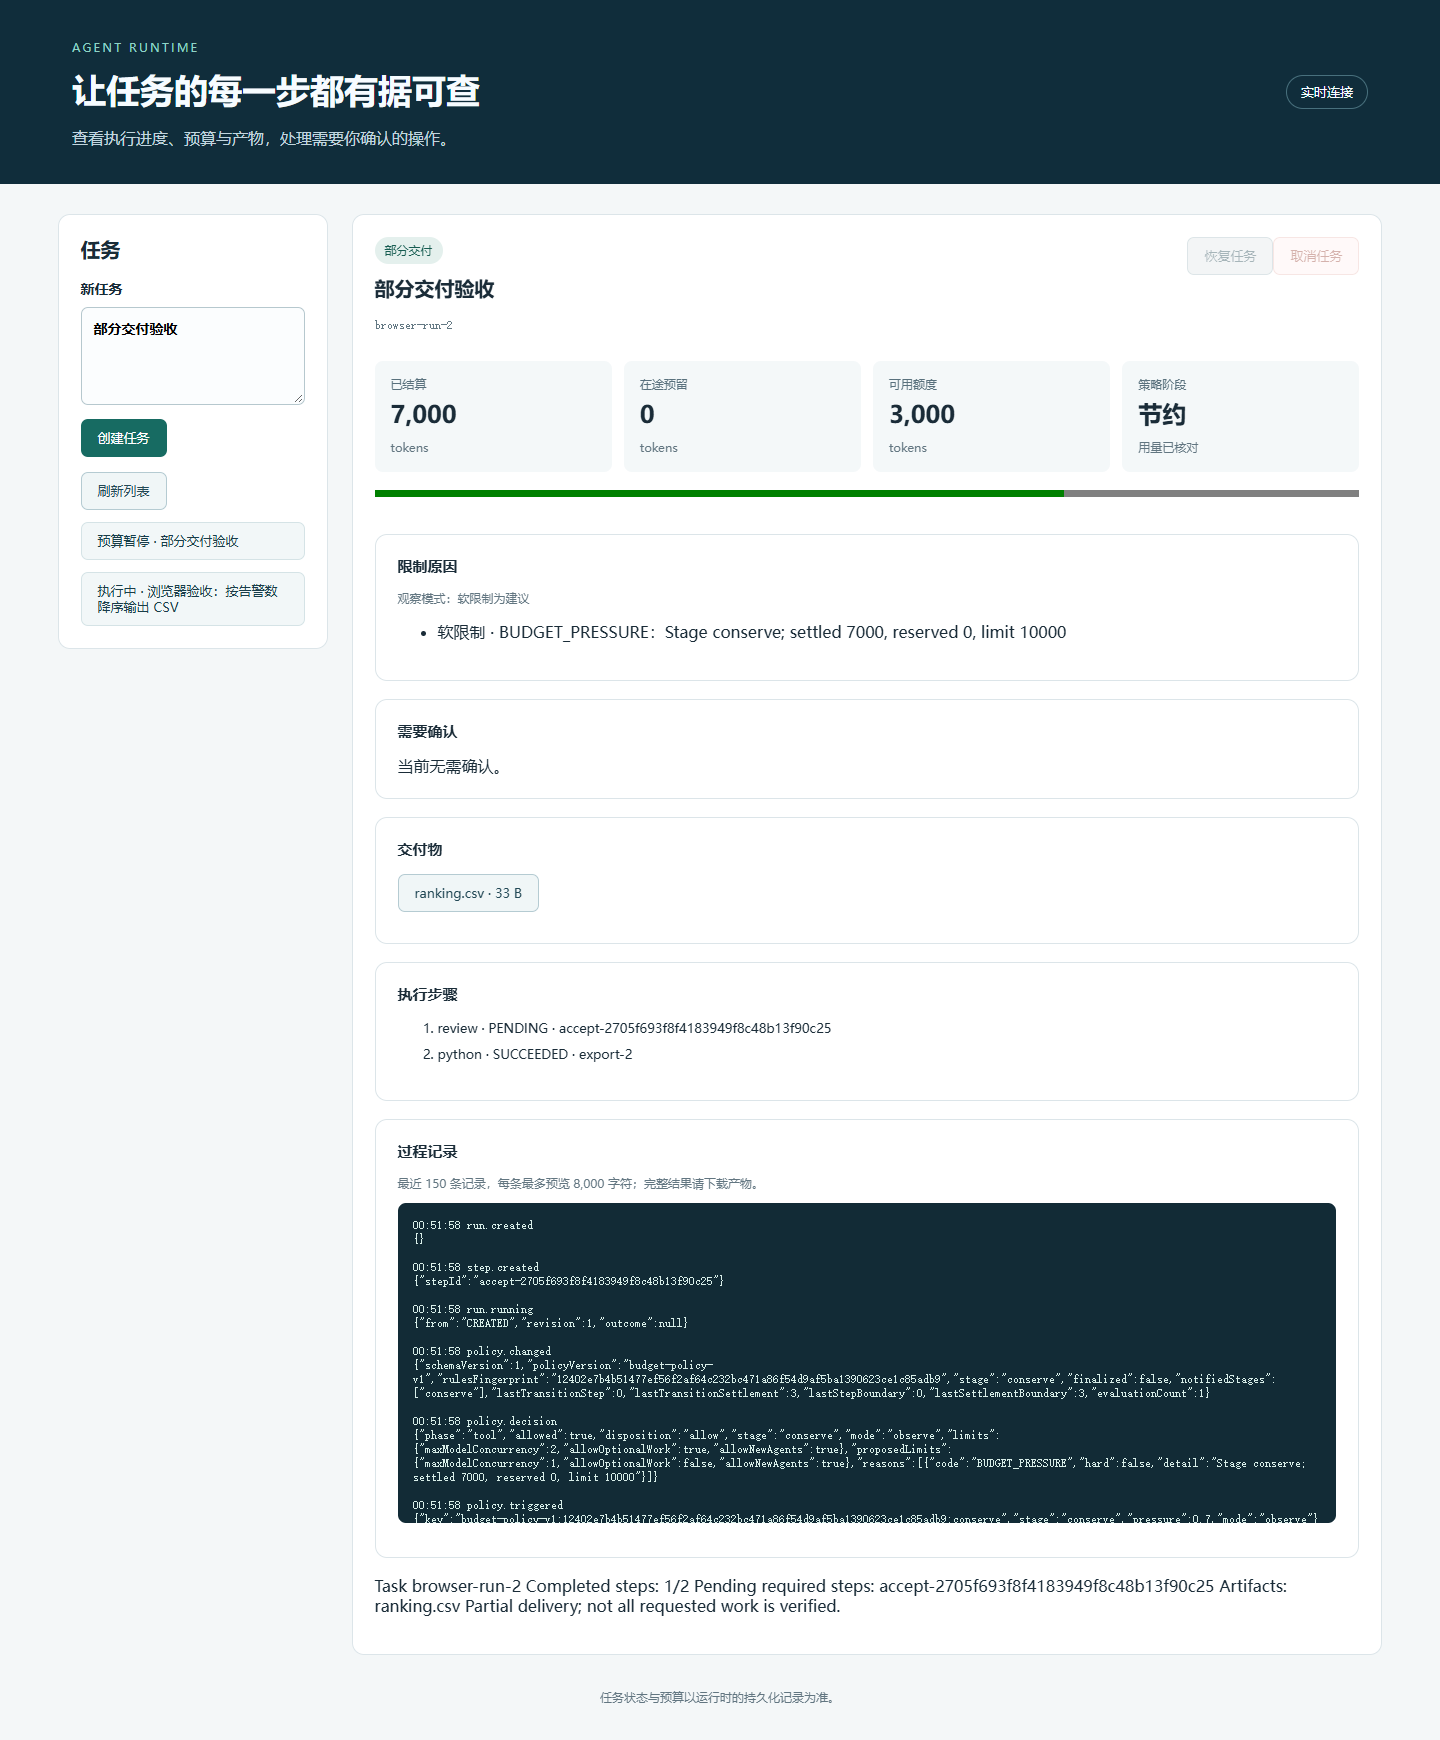 AGENT RUNTIME
让任务的每一步都有据可查
查看执行进度、预算与产物，处理需要你确认的操作。
实时连接
任务
新任务
部分交付验收
创建任务
刷新列表
预算暂停 · 部分交付验收
执行中 · 浏览器验收：按告警数
降序输出 CSV
部分交付
恢复任务
取消任务
部分交付验收
browser-run-2
已结算
7,000
tokens
在途预留
0
tokens
可用额度
3,000
tokens
策略阶段
节约
用量已核对
限制原因
观察模式：软限制为建议
• 软限制 · BUDGET_PRESSURE：Stage conserve; settled 7000, reserved 0, limit 10000
需要确认
当前无需确认。
交付物
ranking.csv · 33 B
执行步骤
1. review · PENDING · accept-2705f693f8f4183949f8c48b13f90c25
2. python · SUCCEEDED · export-2
过程记录
最近 150 条记录，每条最多预览 8,000 字符；完整结果请下载产物。
00:51:58 run.created
{}
00:51:58 step.created
{"stepId":"accept-2705f693f8f4183949f8c48b13f90c25"}
00:51:58 run.running
{"from":"CREATED","revision":1,"outcome":null}
00:51:58 policy.changed
{"schemaVersion":1,"policyVersion":"budget-policy-
v1","rulesFingerprint":"12402e7b4b51477ef56f2af64c232bc471a86f54d9af5ba1390623ce1c85adb9","stage":"conserve","finalized":false,"notifiedStages":
["conserve"],"lastTransitionStep":0,"lastTransitionSettlement":3,"lastStepBoundary":0,"lastSettlementBoundary":3,"evaluationCount":1}
00:51:58 policy.decision
{"phase":"tool","allowed":true,"disposition":"allow","stage":"conserve","mode":"observe","limits":
{"maxModelConcurrency":2,"allowOptionalWork":true,"allowNewAgents":true},"proposedLimits":
{"maxModelConcurrency":1,"allowOptionalWork":false,"allowNewAgents":true},"reasons":[{"code":"BUDGET_PRESSURE","hard":false,"detail":"Stage conserve;
settled 7000, reserved 0, limit 10000"}]}
00:51:58 policy.triggered
{"key":"budget-policy-v1:12402e7b4b51477ef56f2af64c232bc471a86f54d9af5ba1390623ce1c85adb9:conserve","stage":"conserve","pressure":0.7,"mode":"observe"}
Task browser-run-2 Completed steps: 1/2 Pending required steps: accept-2705f693f8f4183949f8c48b13f90c25 Artifacts:
ranking.csv Partial delivery; not all requested work is verified.
任务状态与预算以运行时的持久化记录为准。